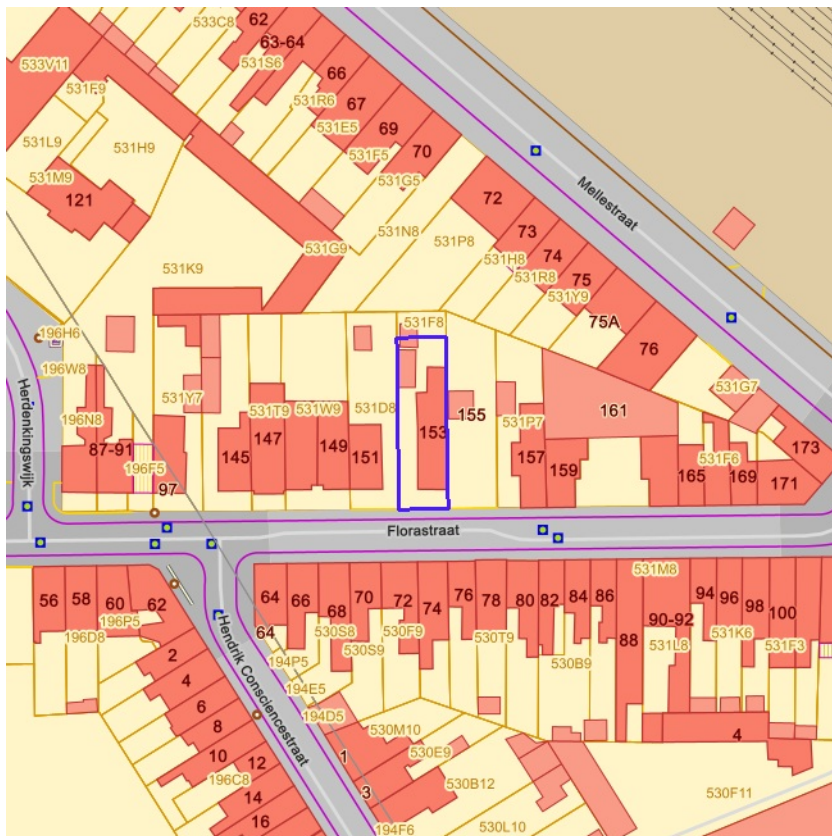 62
533C8
63-64
531S6
533V11
66
531F9
531R6
67
531E5
69
531L9
531H9
531F5
70
531M9
531G5
121
72
Mellestraat
531N8
73
531P8
531G9
531H8
74
531R8
531K9
75
531Y9
531F8
75A
196H6
76
196W8
531Y7
531G7
Herdenkingswijk
531D8
531T9
531W9
155
161
196N8
531P7
153
87-91
147
149
173
145
151
157
531F6
196F5
159
165
169
97
171
Florastraat
531M8
56
58
60
62
64
66
68
70
72
74
76
78
80
82
84
86
94
96
98
100
90-92
196P5
196D8
64
530S8
530F9
88
531K6
530T9
531L8
531F3
530S9
2
194P5
530B9
Hendrik Consciencestraat
4
194E5
6
194D5
8
530M10
4
1
530E9
10
12
196C8
530B12
3
530F11
14
16
194F6
530L10